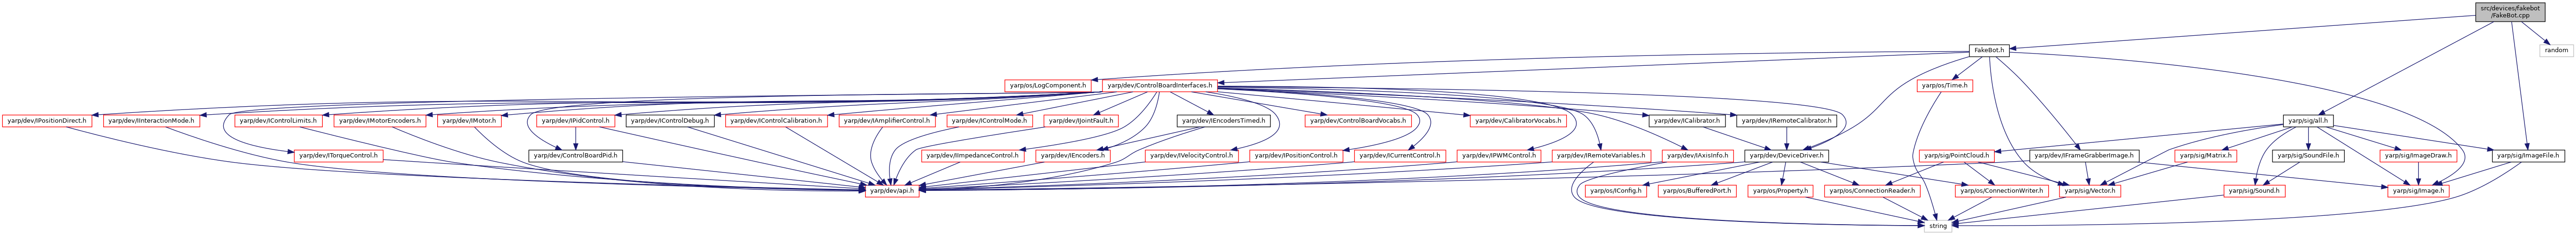 src/devices/fakebot
/FakeBot.cpp
FakeBot.h
random
yarp/os/LogComponent.h
yarp/dev/ControlBoardInterfaces.h
yarp/os/Time.h
yarp/dev/IPositionDirect.h
yarp/dev/IInteractionMode.h
yarp/dev/IControlLimits.h
yarp/dev/IMotorEncoders.h
yarp/dev/IMotor.h
yarp/dev/IPidControl.h
yarp/dev/IControlDebug.h
yarp/dev/IControlCalibration.h
yarp/dev/IAmplifierControl.h
yarp/dev/IControlMode.h
yarp/dev/IJointFault.h
yarp/dev/IEncodersTimed.h
yarp/dev/ControlBoardVocabs.h
yarp/dev/CalibratorVocabs.h
yarp/dev/ICalibrator.h
yarp/dev/IRemoteCalibrator.h
yarp/sig/all.h
yarp/dev/ITorqueControl.h
yarp/dev/ControlBoardPid.h
yarp/dev/IImpedanceControl.h
yarp/dev/IEncoders.h
yarp/dev/IVelocityControl.h
yarp/dev/IPositionControl.h
yarp/dev/ICurrentControl.h
yarp/dev/IPWMControl.h
yarp/dev/IRemoteVariables.h
yarp/dev/IAxisInfo.h
yarp/dev/DeviceDriver.h
yarp/sig/PointCloud.h
yarp/dev/IFrameGrabberImage.h
yarp/sig/Matrix.h
yarp/sig/SoundFile.h
yarp/sig/ImageDraw.h
yarp/sig/ImageFile.h
yarp/dev/api.h
yarp/os/IConfig.h
yarp/os/BufferedPort.h
yarp/os/Property.h
yarp/os/ConnectionReader.h
yarp/os/ConnectionWriter.h
yarp/sig/Vector.h
yarp/sig/Sound.h
yarp/sig/Image.h
string